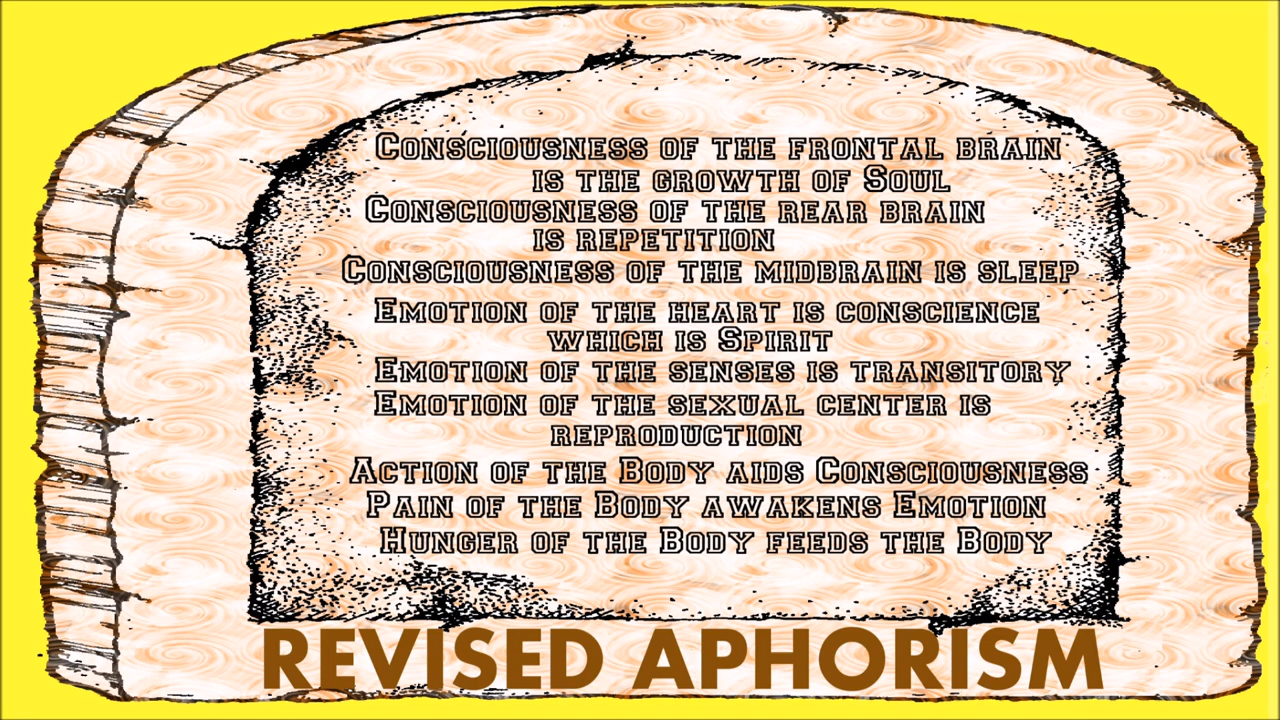 Consciousness of the frontal brain
is the growth of Soul
Consciousness of the rear brain
is repetition
Consciousness of the midbrain is sleep
Emotion of the heart is conscience
which is Spirit
Emotion of the senses is transitory
Emotion of the sexual center is
reproduction
Action of the Body aids Consciousness
Pain of the Body awakens Emotion
Hunger of the Body feeds the Body
REVISED APHORISM